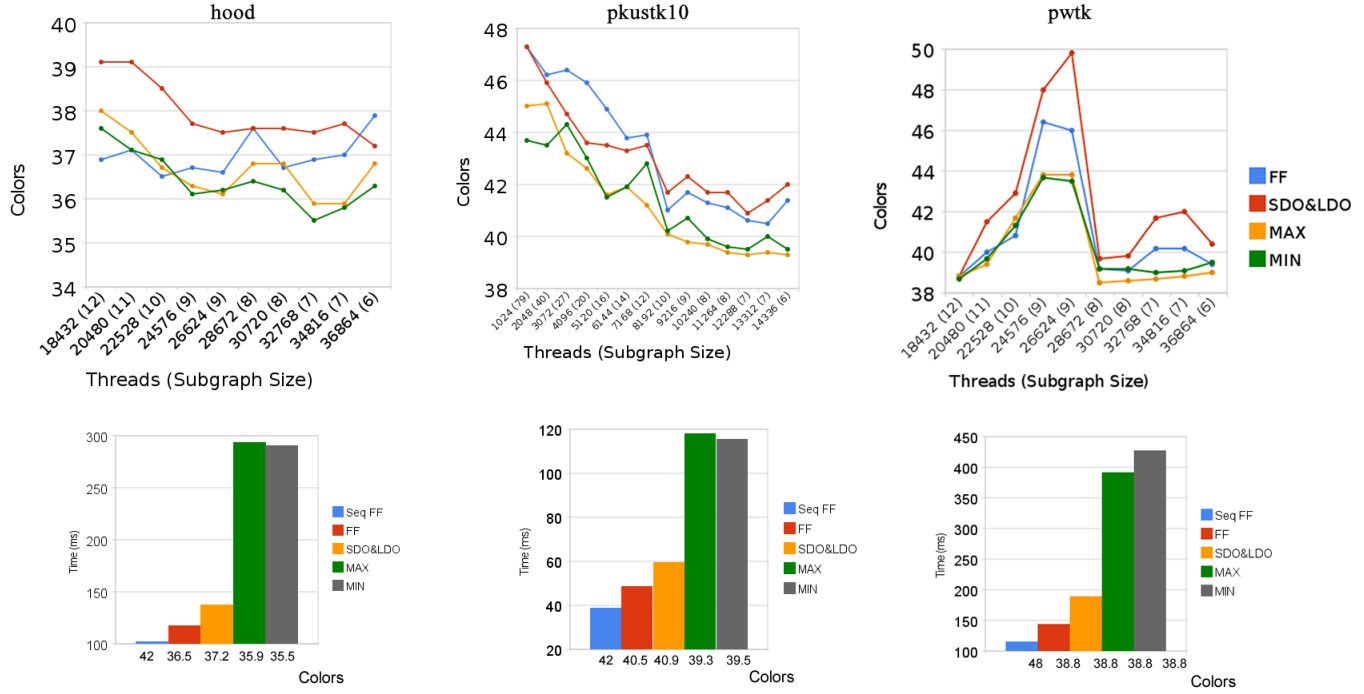 hood
40
39
38
37
36
35
34
Colors
18432 (12)
20480 (11)
22528 (10)
24576 (9)
26624 (9)
28672 (8)
30720 (8)
32768 (7)
34816 (7)
36864 (6)
Threads (Subgraph Size)
pkustk10
48
46
44
42
40
38
Colors
1024 (79)
2048 (40)
3072 (27)
4096 (20)
5120 (16)
6144 (14)
7168 (12)
8192 (10)
9216 (9)
10240 (8)
11264 (8)
12288 (7)
13312 (7)
14336 (6)
Threads (Subgraph Size)
pwtk
50
48
46
44
42
40
38
Colors
18432 (12)
20480 (11)
22528 (10)
24576 (9)
26624 (9)
28672 (8)
30720 (8)
32768 (7)
34816 (7)
36864 (6)
Threads (Subgraph Size)
FF
SDO&LDO
MAX
MIN
300
250
200
150
100
Time (ms)
42 36.5 37.2 35.9 35.5
Colors
Seq FF
FF
SDO&LDO
MAX
MIN
120
100
80
60
40
20
Time (ms)
42 40.5 40.9 39.3 39.5
Colors
Seq FF
FF
SDO&LDO
MAX
MIN
450
400
350
300
250
200
150
100
Time (ms)
48 38.8 38.8 38.8 38.8
Colors
Seq FF
FF
SDO&LDO
MAX
MIN